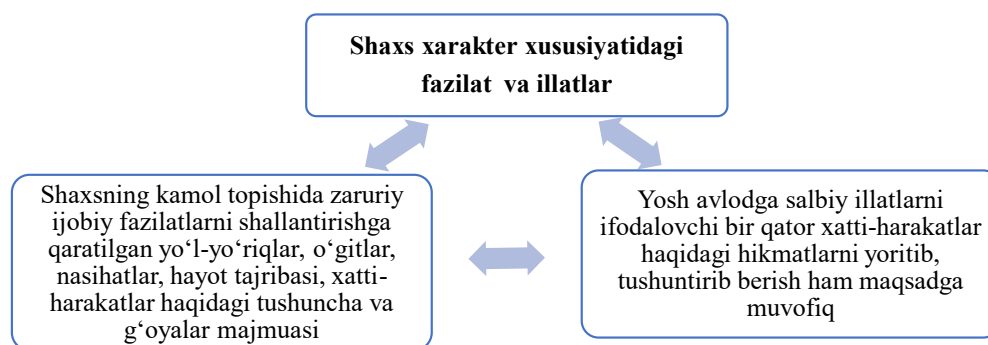 Shaxs xarakter xususiyatidagi
fazilat va illatlar
Shaxsning kamol topishida zaruriy
ijobiy fazilatlarni shallantirishga
qaratilgan yo‘l-yo‘riqlar, o‘gitlar,
nasihatlar, hayot tajribasi, xatti-
harakatlar haqidagi tushuncha va
g‘oyalar majmuasi
Yosh avlodga salbiy illatlarni
ifodalovchi bir qator xatti-harakatlar
haqidagi hikmatlarni yoritib,
tushuntirib berish ham maqsadga
muvofiq